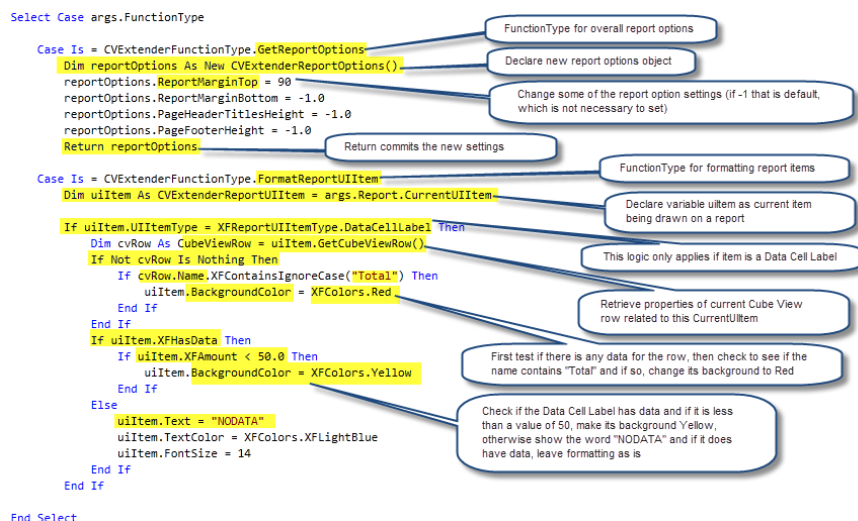 Select Case args.FunctionType
FunctionType for overall report options
Case Is = CVExtenderFunctionType.GetReportOptions
Dim reportOptions As New CVExtenderReportOptions()
Declare new report options object
reportOptions.ReportMarginTop = 90
reportOptions.ReportMarginBottom = -1.0
reportOptions.PageHeaderTitlesHeight = -1.0
reportOptions.PageFooterHeight = -1.0
Change some of the report option settings (if -1 that is default,
which is not necessary to set)
Return reportOptions
Return commits the new settings
Case Is = CVExtenderFunctionType.FormatReportUIItem
FunctionType for formatting report items
Dim uiItem As CVExtenderReportUIItem = args.Report.CurrentUIItem
Declare variable uiItem as current item
being drawn on a report
If uiItem.UIItemType = XFReportUIItemType.DataCellLabel Then
This logic only applies if item is a Data Cell Label
Dim cvRow As CubeViewRow = uiItem.GetCubeViewRow()
Retrieve properties of current Cube View
row related to this CurrentUIItem
If Not cvRow Is Nothing Then
If cvRow.Name.XFContainsIgnoreCase("Total") Then
uiItem.BackgroundColor = XFColors.Red
End If
End If
First test if there is any data for the row, then check to see if the
name contains "Total" and if so, change its background to Red
If uiItem.XFHasData Then
If uiItem.XFAmount < 50.0 Then
uiItem.BackgroundColor = XFColors.Yellow
End If
Else
uiItem.Text = "NODATA"
uiItem.TextColor = XFColors.XFLightBlue
uiItem.FontSize = 14
End If
End If
Check if the Data Cell Label has data and if it is less
than a value of 50, make its background Yellow,
otherwise show the word "NODATA" and if it does
have data, leave formatting as is
End Select